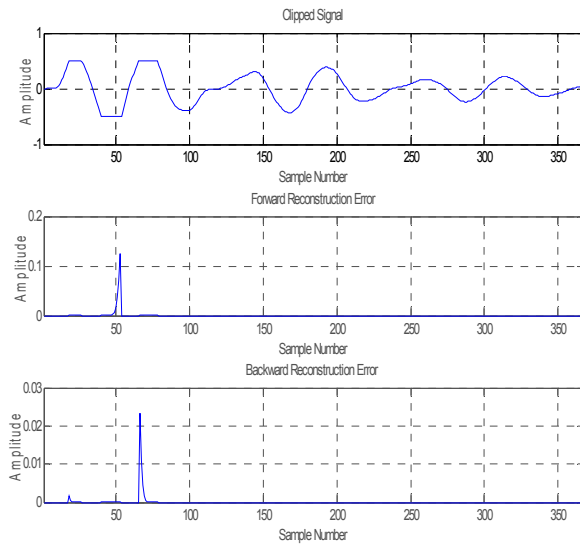 Clipped Signal
1
0
-1
Amplitude
50 100 150 200 250 300 350
Sample Number
Forward Reconstruction Error
0.2
0.1
0
Amplitude
50 100 150 200 250 300 350
Sample Number
Backward Reconstruction Error
0.03
0.02
0.01
0
Amplitude
50 100 150 200 250 300 350
Sample Number